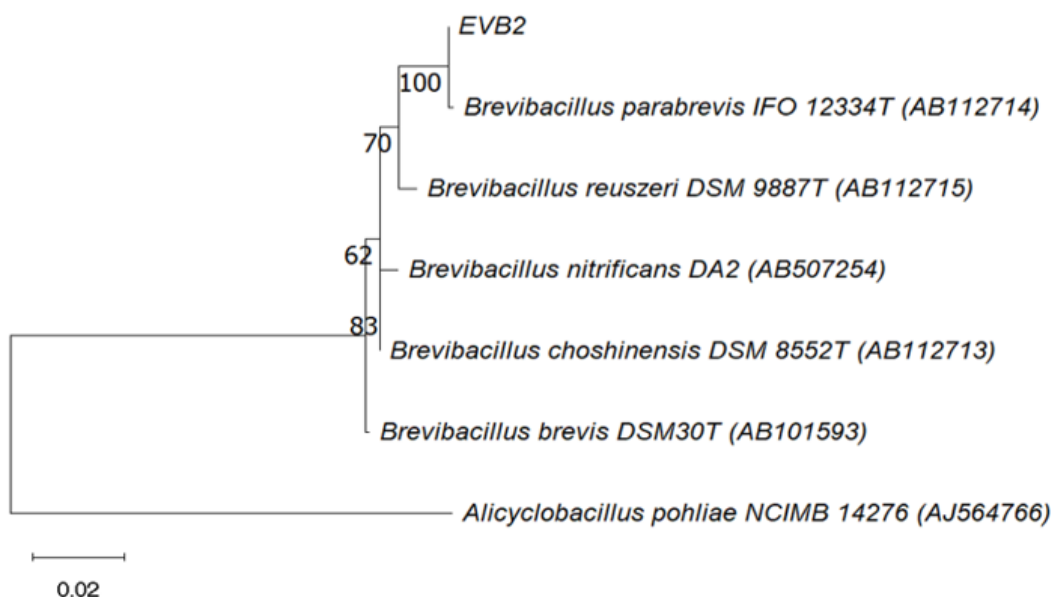 EVB2
100
Brevibacillus parabrevis IFO 12334T (AB112714)
70
Brevibacillus reuszeri DSM 9887T (AB112715)
62
Brevibacillus nitrificans DA2 (AB507254)
83
Brevibacillus choshinensis DSM 8552T (AB112713)
Brevibacillus brevis DSM30T (AB101593)
Alicyclobacillus pohliae NCIMB 14276 (AJ564766)
0.02